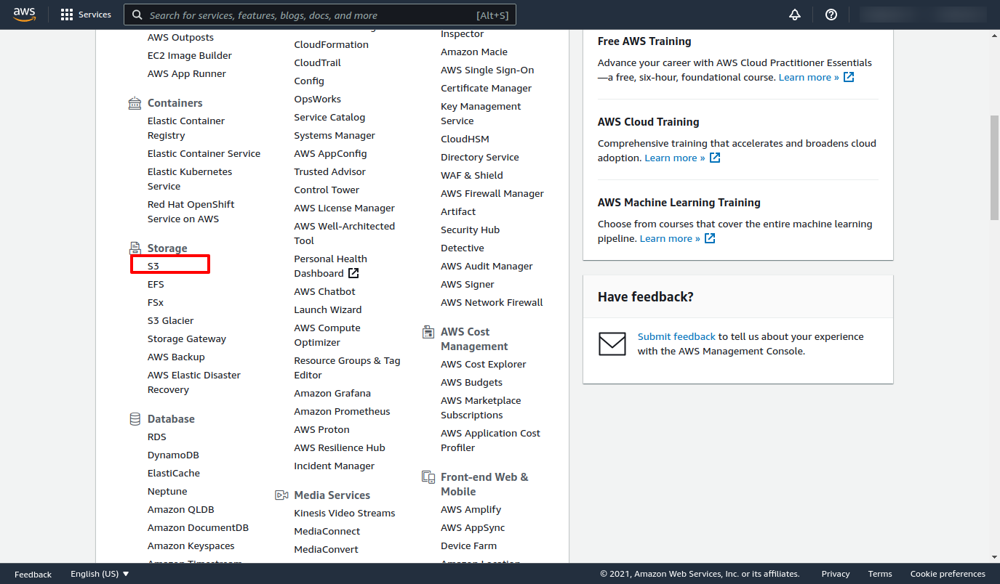 aws
Services
Search for services, features, blogs, docs, and more
[Alt+S]
AWS Outposts
EC2 Image Builder
AWS App Runner
Containers
Elastic Container
Registry
Elastic Container Service
Elastic Kubernetes
Service
Red Hat OpenShift
Service on AWS
Storage
S3
EFS
FSx
S3 Glacier
Storage Gateway
AWS Backup
AWS Elastic Disaster
Recovery
Database
RDS
DynamoDB
ElastiCache
Neptune
Amazon QLDB
Amazon DocumentDB
Amazon Keyspaces
Amazon Timestream
CloudFormation
CloudTrail
Config
OpsWorks
Service Catalog
Systems Manager
AWS AppConfig
Trusted Advisor
Control Tower
AWS License Manager
AWS Well-Architected
Tool
Personal Health
Dashboard
AWS Chatbot
Launch Wizard
AWS Compute
Optimizer
Resource Groups & Tag
Editor
Amazon Grafana
Amazon Prometheus
AWS Proton
AWS Resilience Hub
Incident Manager
Media Services
Kinesis Video Streams
MediaConnect
MediaConvert
Inspector
Amazon Macie
AWS Single Sign-On
Certificate Manager
Key Management
Service
CloudHSM
Directory Service
WAF & Shield
AWS Firewall Manager
Artifact
Security Hub
Detective
AWS Audit Manager
AWS Signer
AWS Network Firewall
AWS Cost
Management
AWS Cost Explorer
AWS Budgets
AWS Marketplace
Subscriptions
AWS Application Cost
Profiler
Front-end Web &
Mobile
AWS Amplify
AWS AppSync
Device Farm
Amazon Location
Free AWS Training
Advance your career with AWS Cloud Practitioner Essentials
—a free, six-hour, foundational course. Learn more »
AWS Cloud Training
Comprehensive training that accelerates and broadens cloud
adoption. Learn more »
AWS Machine Learning Training
Choose from courses that cover the entire machine learning
pipeline. Learn more »
Have feedback?
Submit feedback to tell us about your experience
with the AWS Management Console.
Feedback
English (US)
© 2021, Amazon Web Services, Inc. or its affiliates.
Privacy
Terms
Cookie preferences